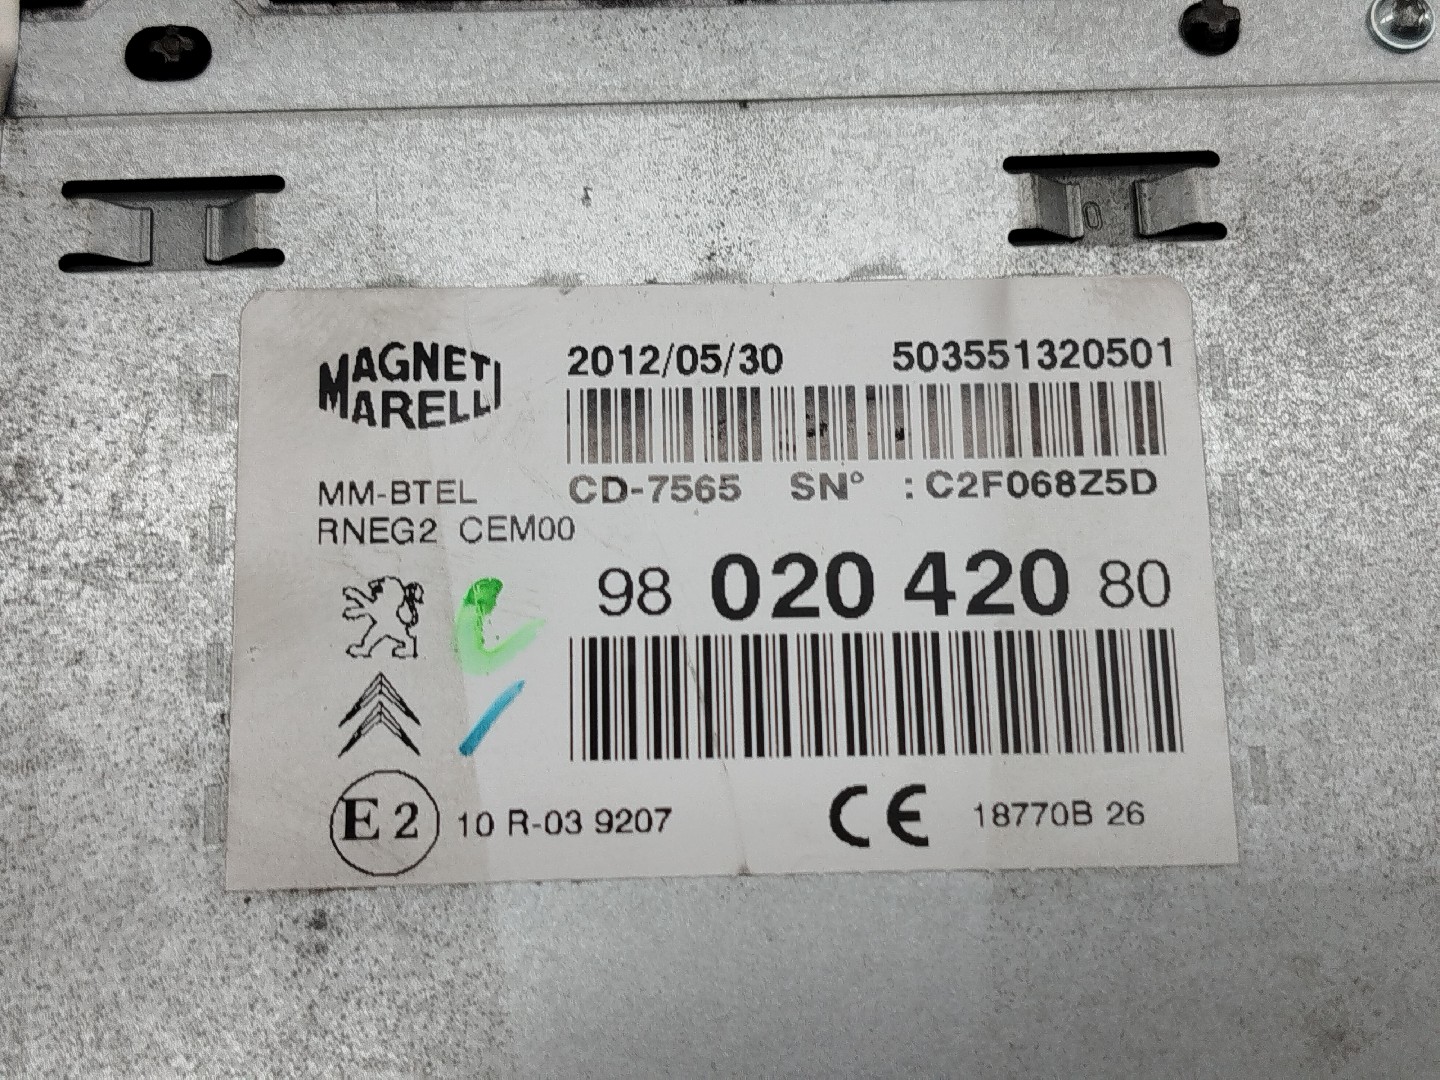 MAGNETI
MARELLI
2012/05/30 503551320501
MM-BTEL CD-7565 SN° : C2F068Z5D
RNEG2 CEM00
98 020 420 80
E2 10 R-03 9207 CE 18770B 26